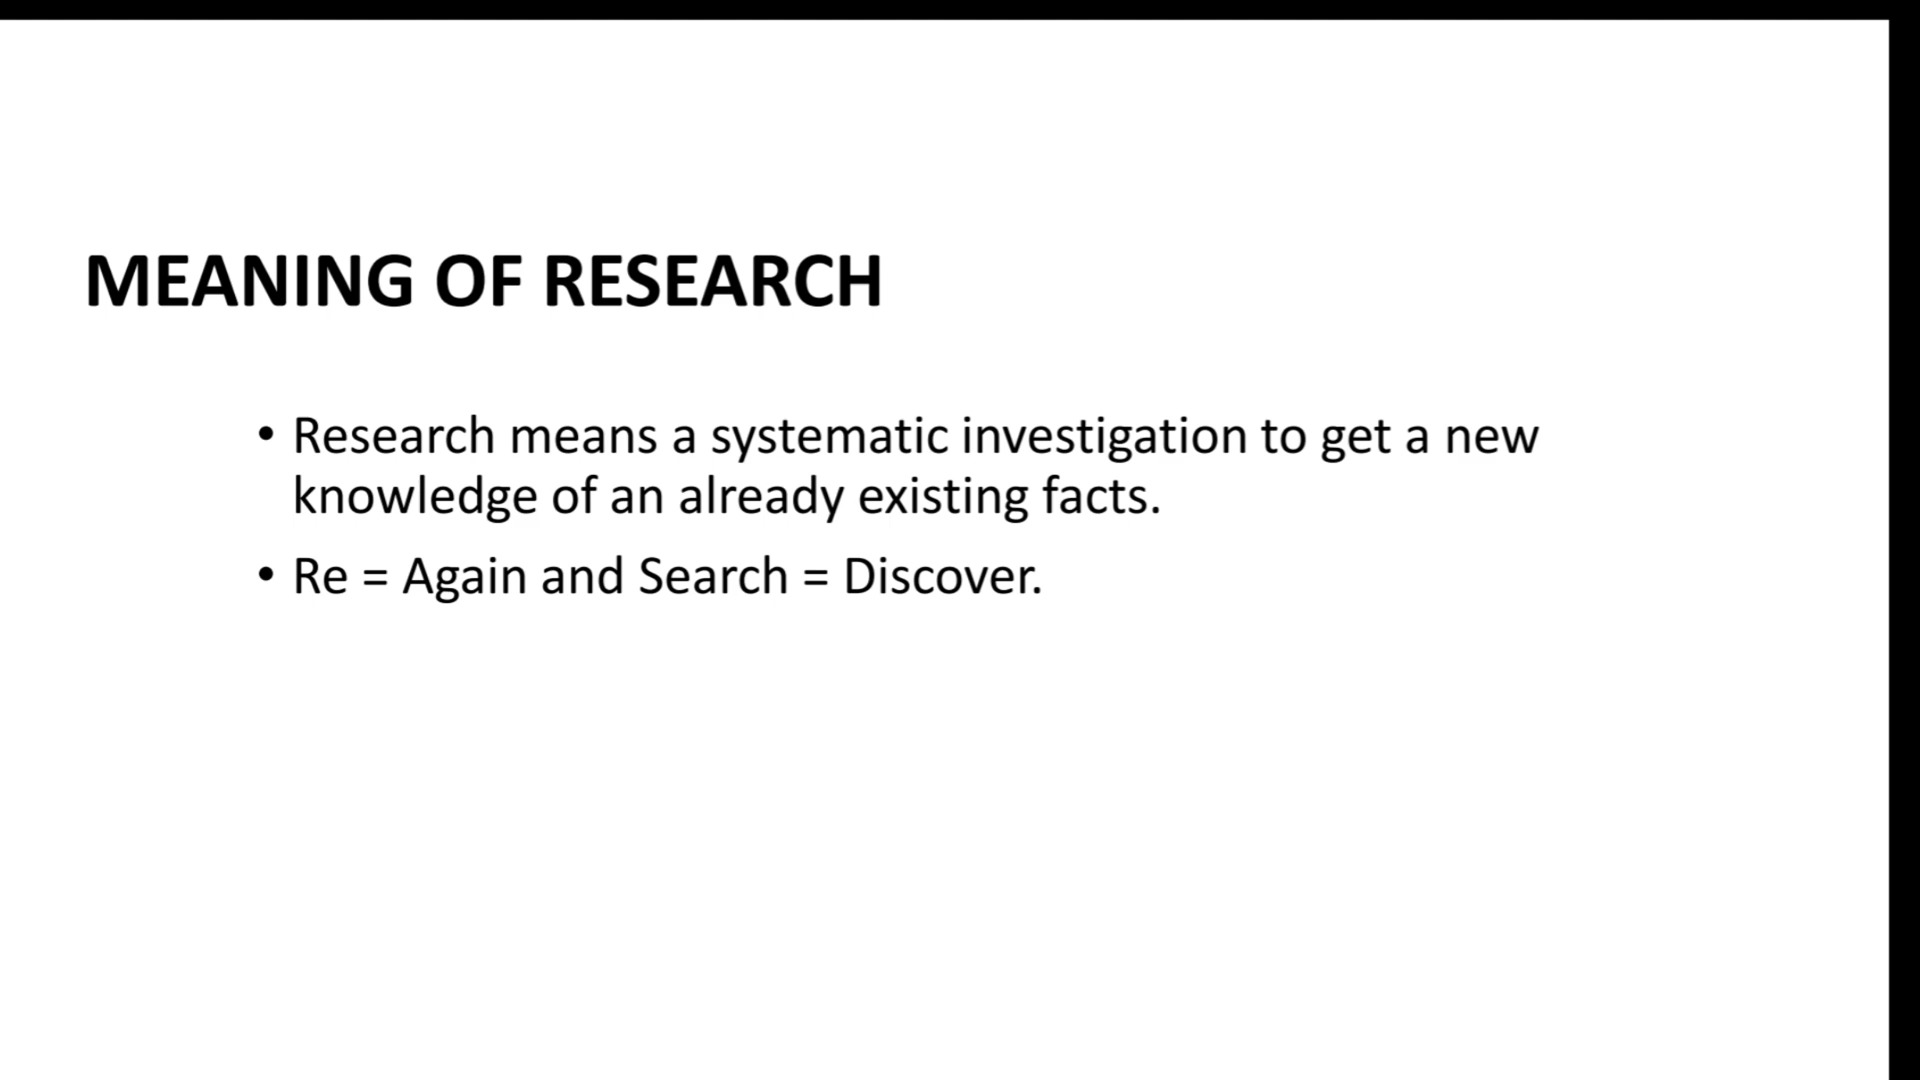 MEANING OF RESEARCH
• Research means a systematic investigation to get a new
knowledge of an already existing facts.
• Re = Again and Search = Discover.